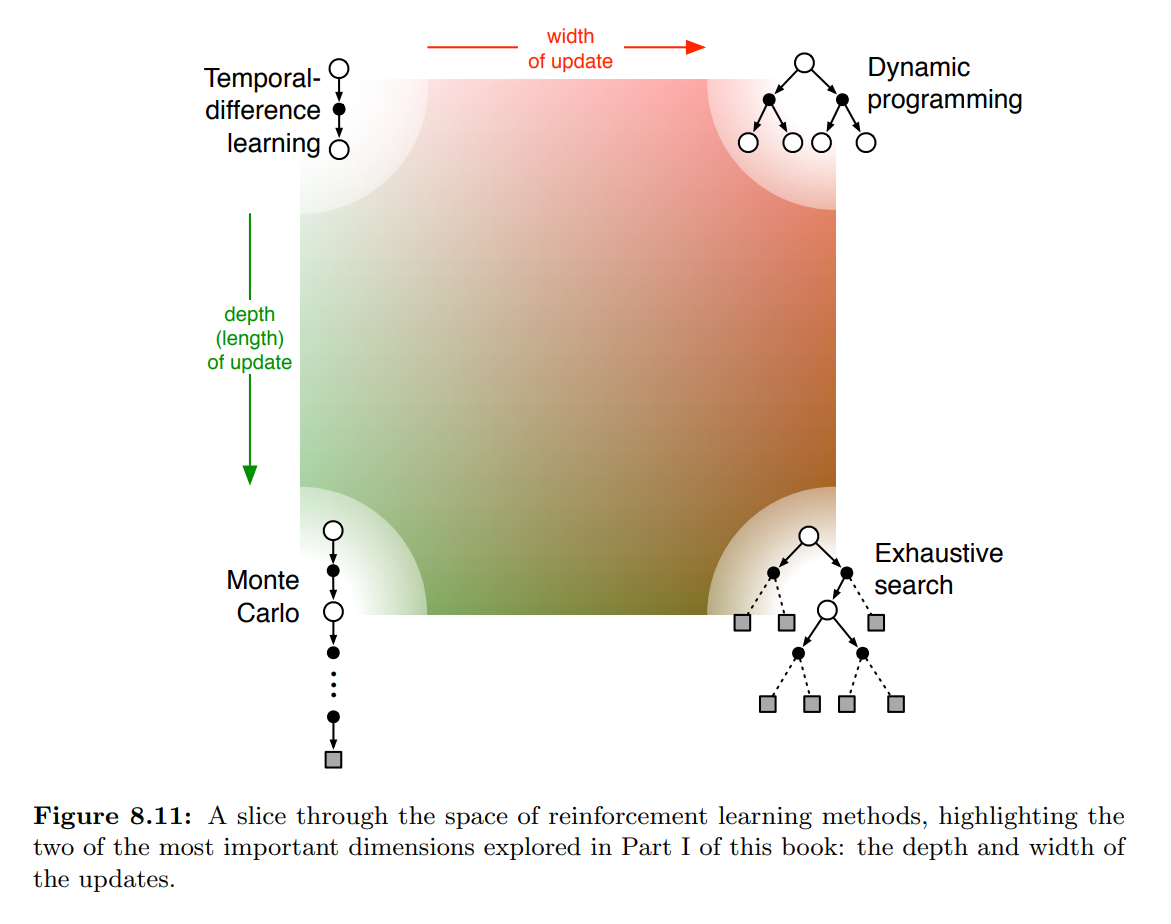 width
of update
Temporal-
difference
learning
Dynamic
programming
depth
(length)
of update
Monte
Carlo
Exhaustive
search
Figure 8.11: A slice through the space of reinforcement learning methods, highlighting the
two of the most important dimensions explored in Part I of this book: the depth and width of
the updates.